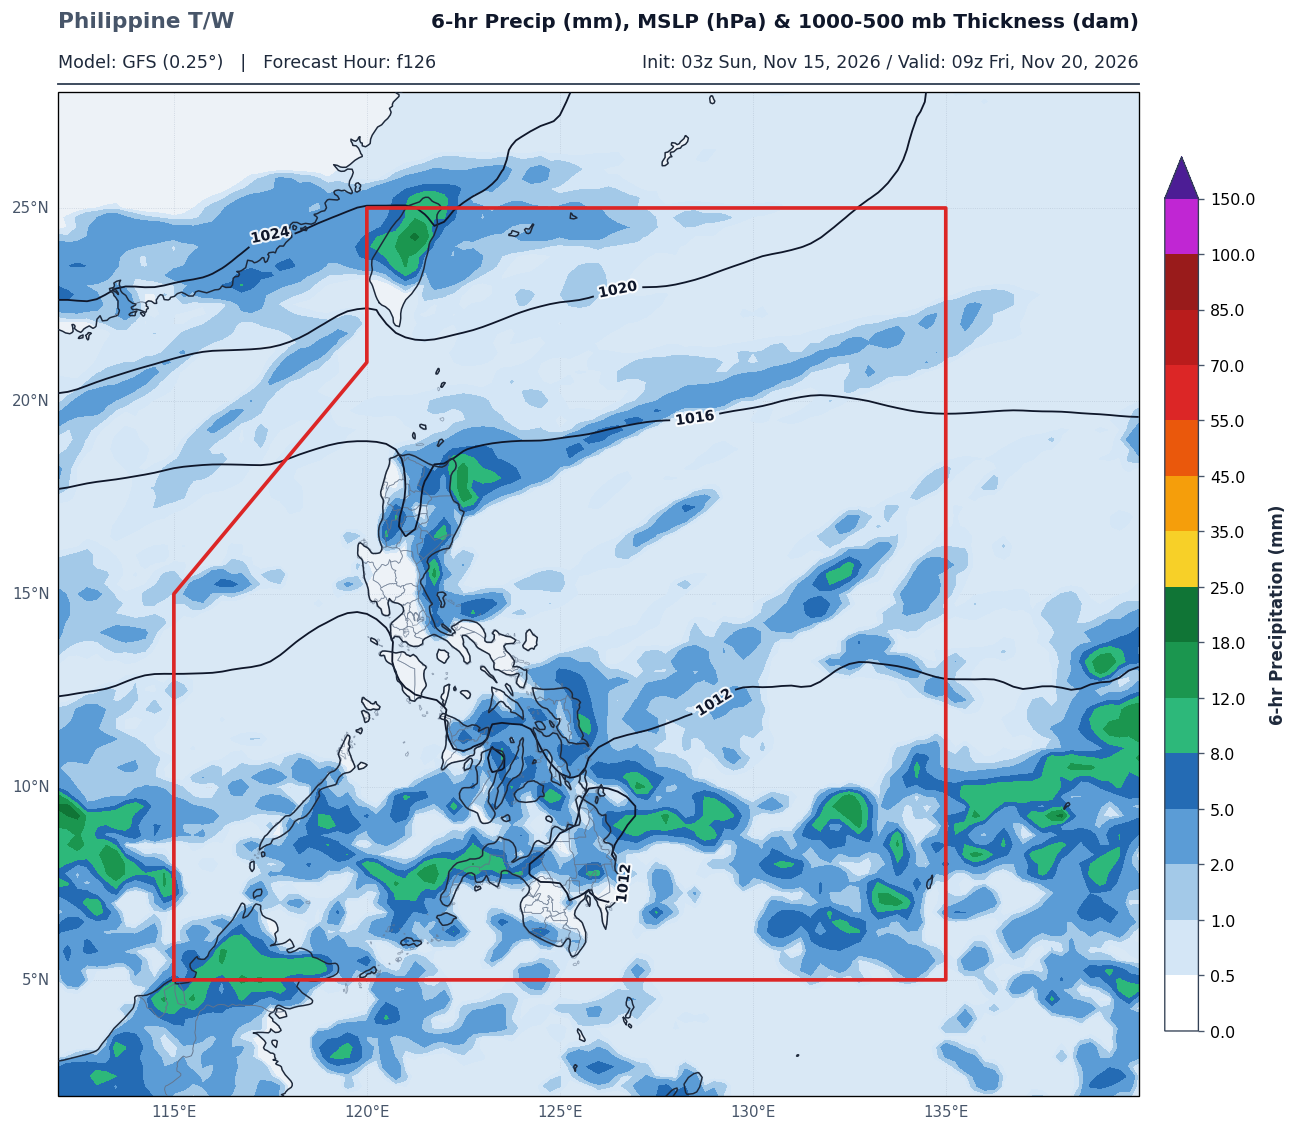 Philippine T/W
6-hr Precip (mm), MSLP (hPa) & 1000-500 mb Thickness (dam)
Model: GFS (0.25°) | Forecast Hour: f126
Init: 03z Sun, Nov 15, 2026 / Valid: 09z Fri, Nov 20, 2026
25°N
20°N
15°N
10°N
5°N
115°E
120°E
125°E
130°E
135°E
1024
1020
1016
1012
1012
150.0
100.0
85.0
70.0
55.0
45.0
35.0
25.0
18.0
12.0
8.0
5.0
2.0
1.0
0.5
0.0
6-hr Precipitation (mm)